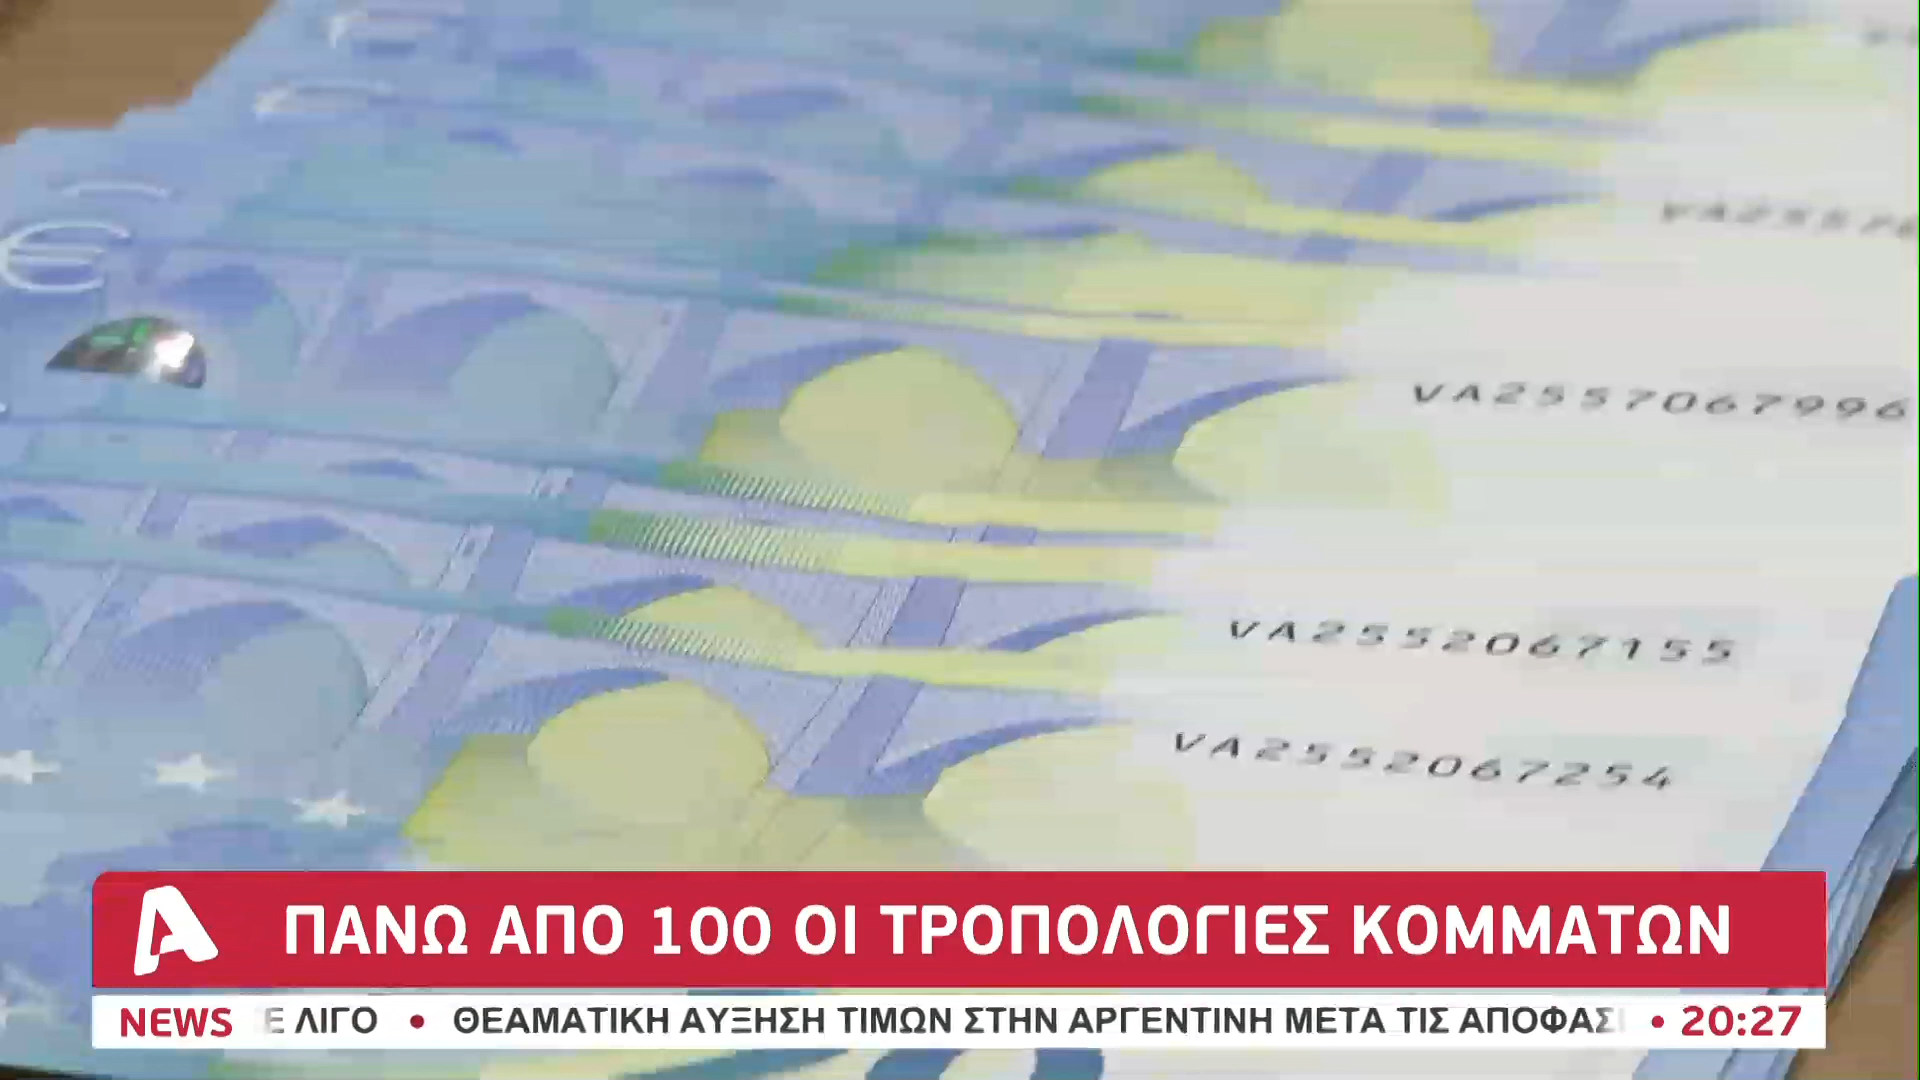 €
VA2557067996
VA2552067155
VA2552067254
ΠΑΝΩ ΑΠΟ 100 ΟΙ ΤΡΟΠΟΛΟΓΙΕΣ ΚΟΜΜΑΤΩΝ
NEWS Ε ΛΙΓΟ • ΘΕΑΜΑΤΙΚΗ ΑΥΞΗΣΗ ΤΙΜΩΝ ΣΤΗΝ ΑΡΓΕΝΤΙΝΗ ΜΕΤΑ ΤΙΣ ΑΠΟΦΑΣ • 20:27